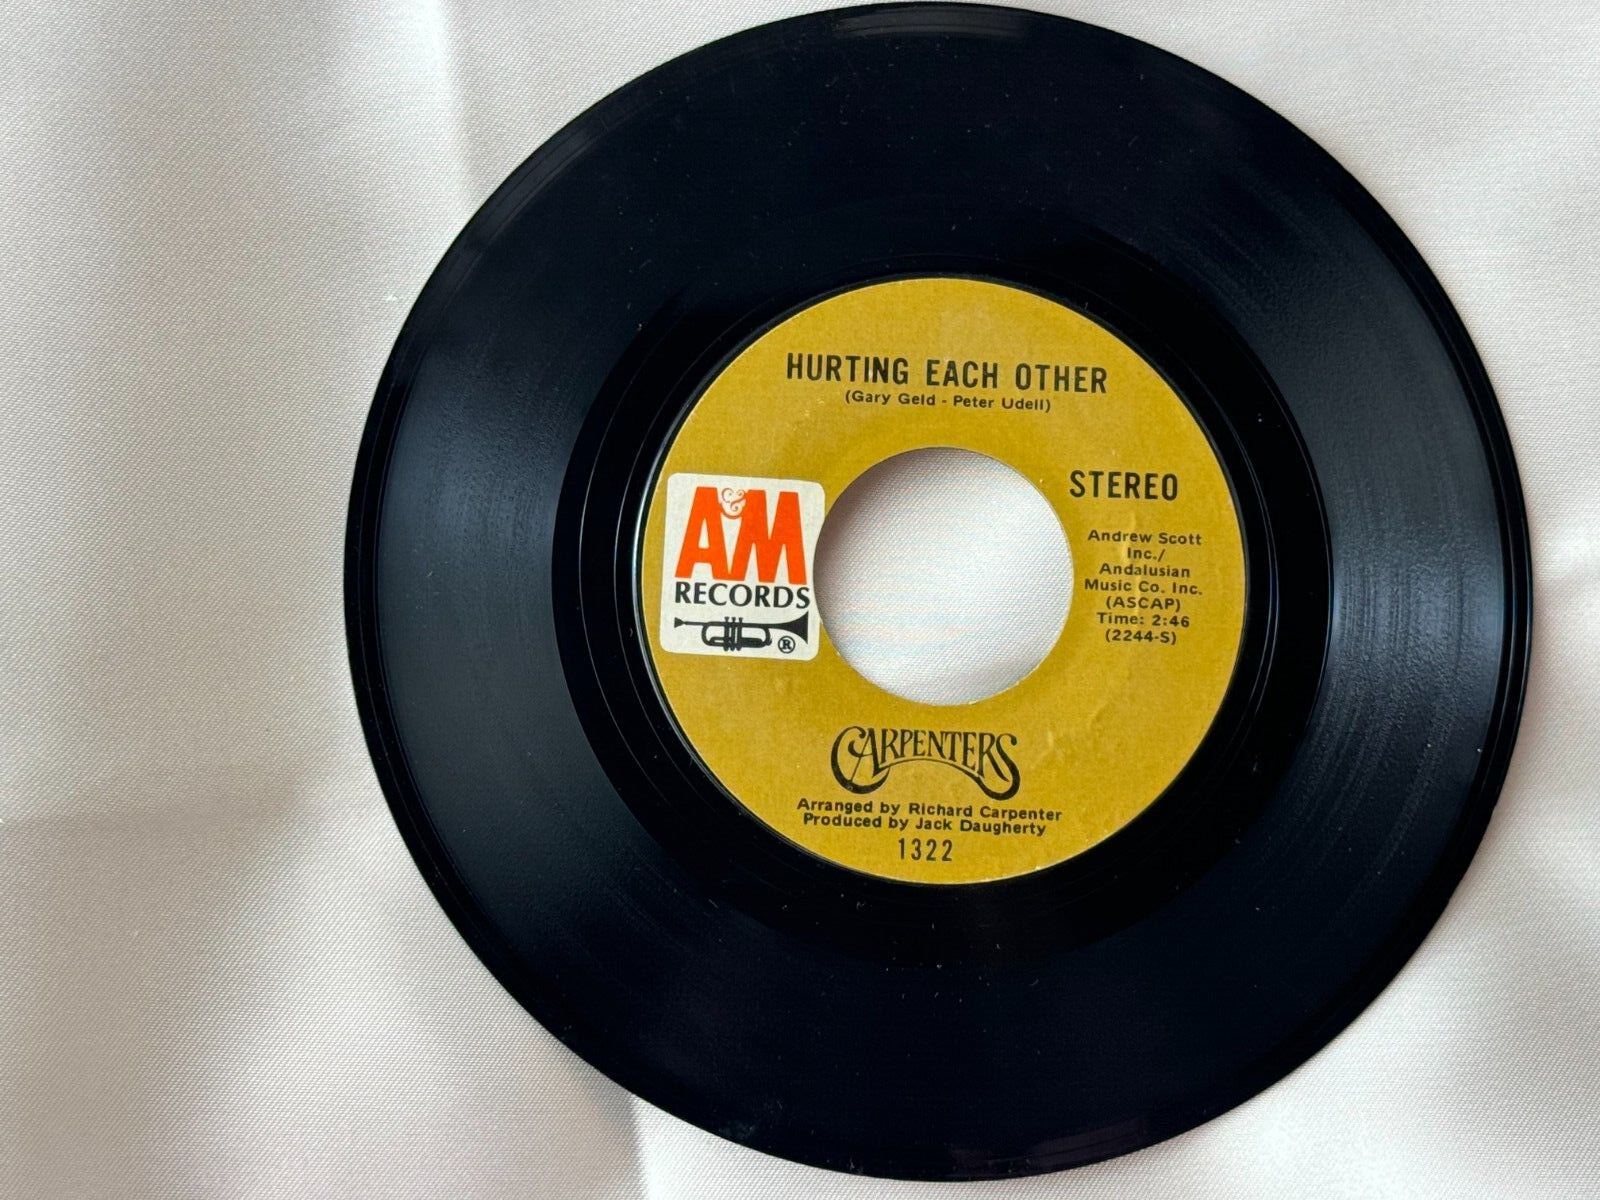 HURTING EACH OTHER
(Gary Geld - Peter Udell)
STEREO
A&M
RECORDS
®
Andrew Scott
Inc./
Andalusian
Music Co. Inc.
(ASCAP)
Time: 2:46
(2244-S)
CARPENTERS
Arranged by Richard Carpenter
Produced by Jack Daugherty
1322